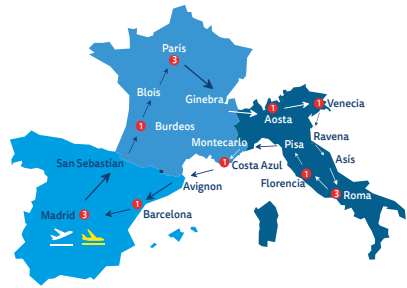 París
3
Blois
Ginebra
1
Burdeos
1
Aosta
1
Venecia
Ravena
Montecarlo
Pisa
San Sebastian
1
Costa Azul
Asís
Avignon
Florencia
1
3
Roma
Madrid
3
1
Barcelona